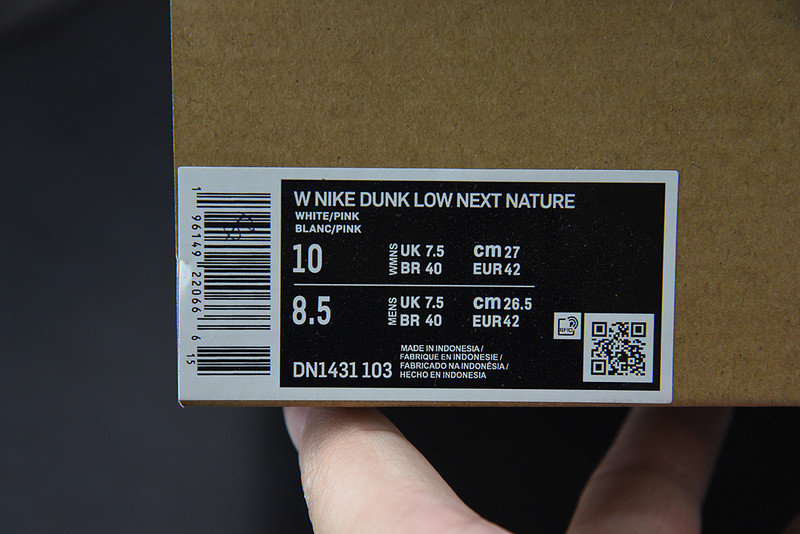 W NIKE DUNK LOW NEXT NATURE
WHITE/PINK
BLANC/PINK
10 WMNS UK 7.5 cm 27
BR 40 EUR 42
8.5 MENS UK 7.5 cm 26.5
BR 40 EUR 42
DN1431 103
MADE IN INDONESIA/
FABRIQUE EN INDONESIE/
FABRICADO NA INDONÉSIA/
HECHO EN INDONESIA
RFID
1 96149 22066 6 15